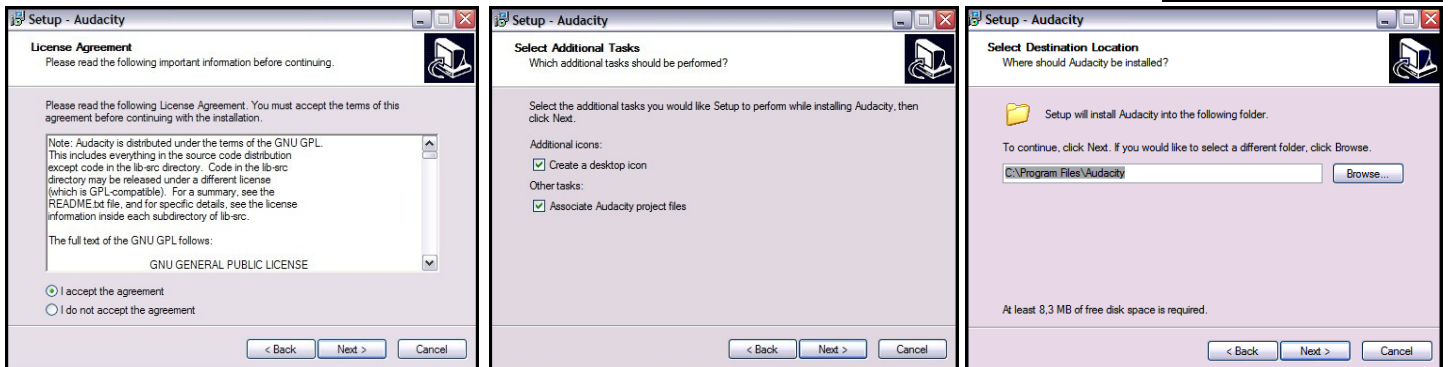 Setup - Audacity
License Agreement
Please read the following important information before continuing.
Please read the following License Agreement. You must accept the terms of this
agreement before continuing with the installation.
Note: Audacity is distributed under the terms of the GNU GPL.
This includes everything in the source code distribution
except code in the lib-src directory.  Code in the lib-src
directory may be released under a different license
(which is GPL-compatible).  For a summary, see the
README.txt file, and for specific details, see the license
information inside each subdirectory of lib-src.
The full text of the GNU GPL follows:
GNU GENERAL PUBLIC LICENSE
I accept the agreement
I do not accept the agreement
< Back
Next >
Cancel
Setup - Audacity
Select Additional Tasks
Which additional tasks should be performed?
Select the additional tasks you would like Setup to perform while installing Audacity, then
click Next.
Additional icons:
Create a desktop icon
Other tasks:
Associate Audacity project files
< Back
Next >
Cancel
Setup - Audacity
Select Destination Location
Where should Audacity be installed?
Setup will install Audacity into the following folder.
To continue, click Next. If you would like to select a different folder, click Browse.
C:\Program Files\Audacity
Browse...
At least 8,3 MB of free disk space is required.
< Back
Next >
Cancel